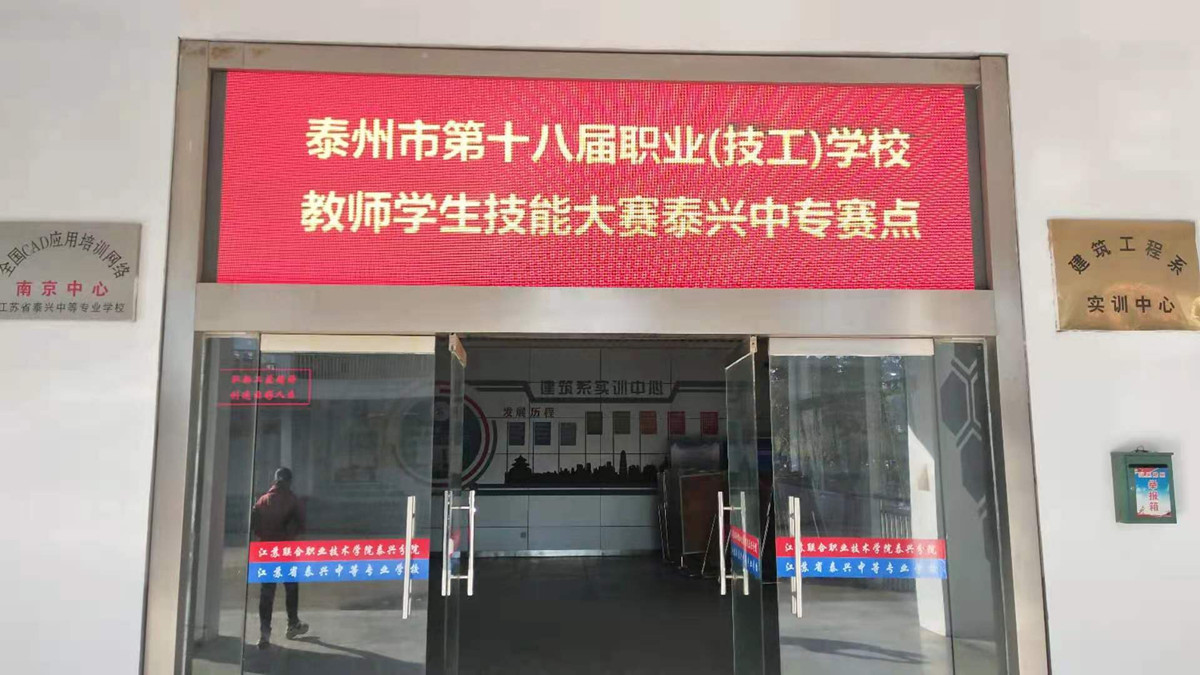 泰州市第十八届职业(技工)学校
教师学生技能大赛泰兴中专赛点
全国CAD应用培训网络
南京中心
江苏省泰兴中等专业学校
建筑工程系
实训中心
建筑系实训中心
发展历程
江苏联合职业技术学院泰兴分院
江苏省泰兴中等专业学校
江苏联合职业技术学院泰兴分院
江苏省泰兴中等专业学校
举报箱